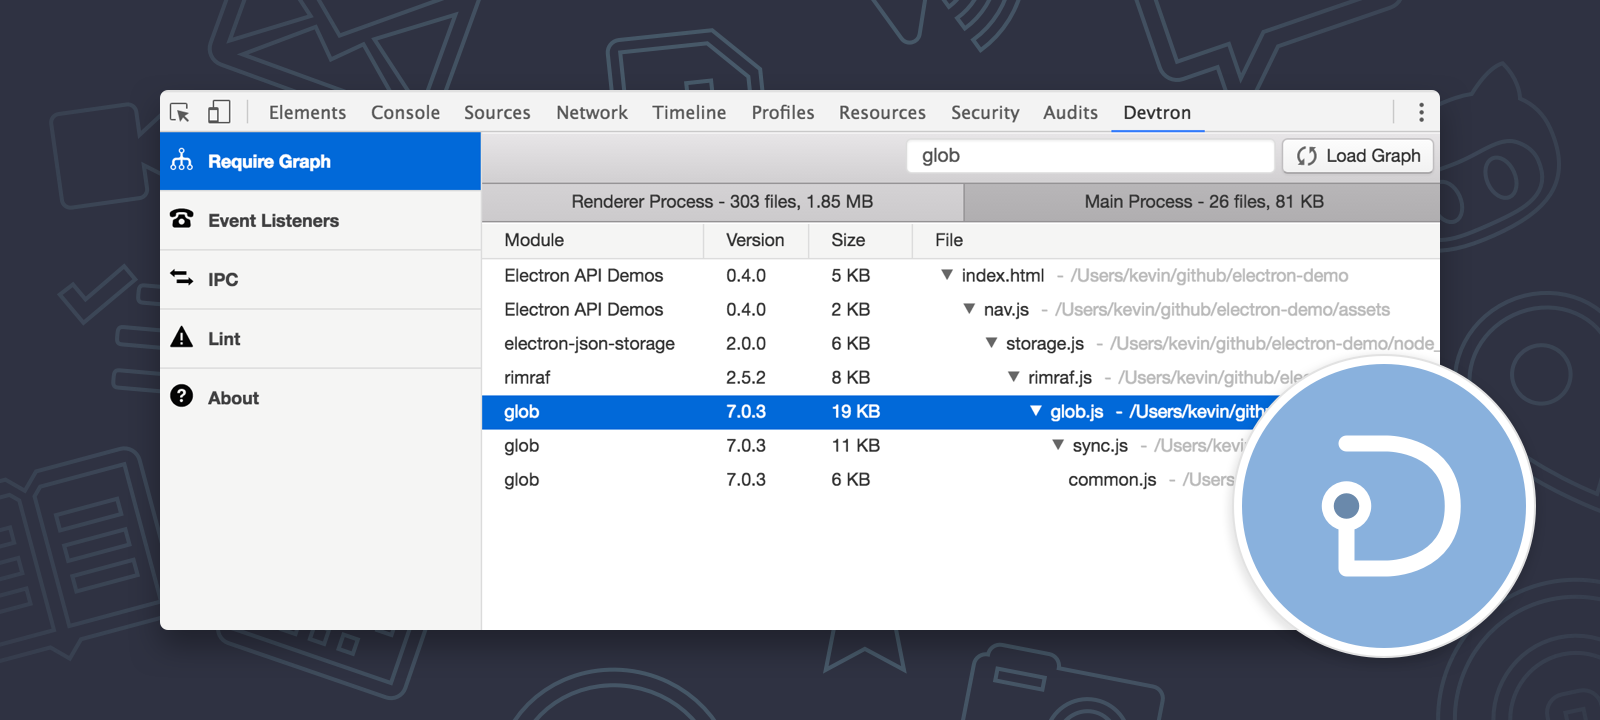 Elements Console Sources Network Timeline Profiles Resources Security Audits Devtron
Require Graph
Event Listeners
IPC
Lint
About
glob Load Graph
Renderer Process - 303 files, 1.85 MB Main Process - 26 files, 81 KB
Module Version Size File
Electron API Demos 0.4.0 5 KB index.html - /Users/kevin/github/electron-demo
Electron API Demos 0.4.0 2 KB nav.js - /Users/kevin/github/electron-demo/assets
electron-json-storage 2.0.0 6 KB storage.js - /Users/kevin/github/electron-demo/node_
rimraf 2.5.2 8 KB rimraf.js - /Users/kevin/github/ele
glob 7.0.3 19 KB glob.js - /Users/kevin/gith
glob 7.0.3 11 KB sync.js - /Users/kevi
glob 7.0.3 6 KB common.js - /Users